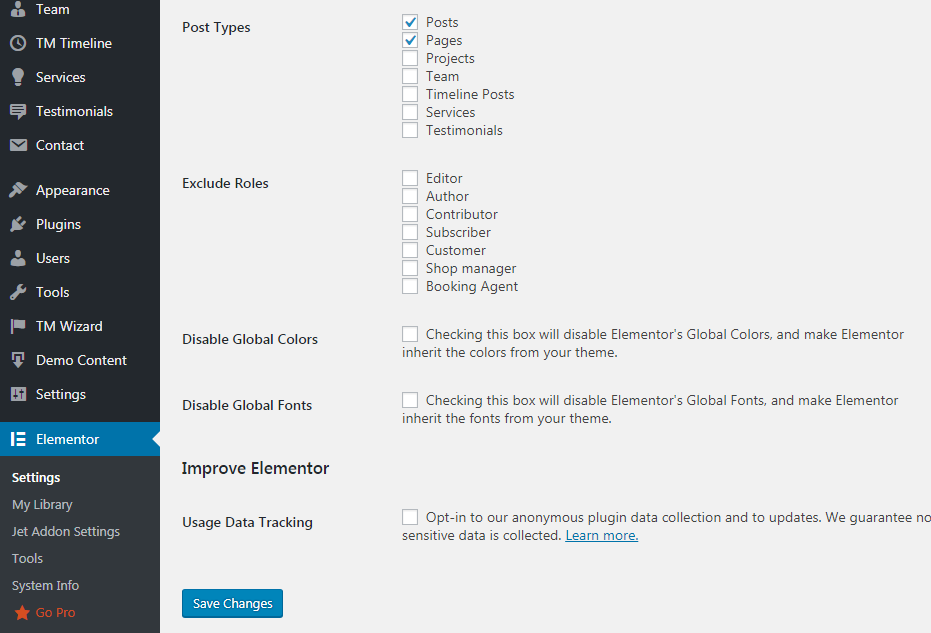 Team
TM Timeline
Services
Testimonials
Contact
Appearance
Plugins
Users
Tools
TM Wizard
Demo Content
Settings
Elementor
Settings
My Library
Jet Addon Settings
Tools
System Info
Go Pro
Post Types
Posts
Pages
Projects
Team
Timeline Posts
Services
Testimonials
Exclude Roles
Editor
Author
Contributor
Subscriber
Customer
Shop manager
Booking Agent
Disable Global Colors
Checking this box will disable Elementor's Global Colors, and make Elementor
inherit the colors from your theme.
Disable Global Fonts
Checking this box will disable Elementor's Global Fonts, and make Elementor
inherit the fonts from your theme.
Improve Elementor
Usage Data Tracking
Opt-in to our anonymous plugin data collection and to updates. We guarantee no
sensitive data is collected. Learn more.
Save Changes